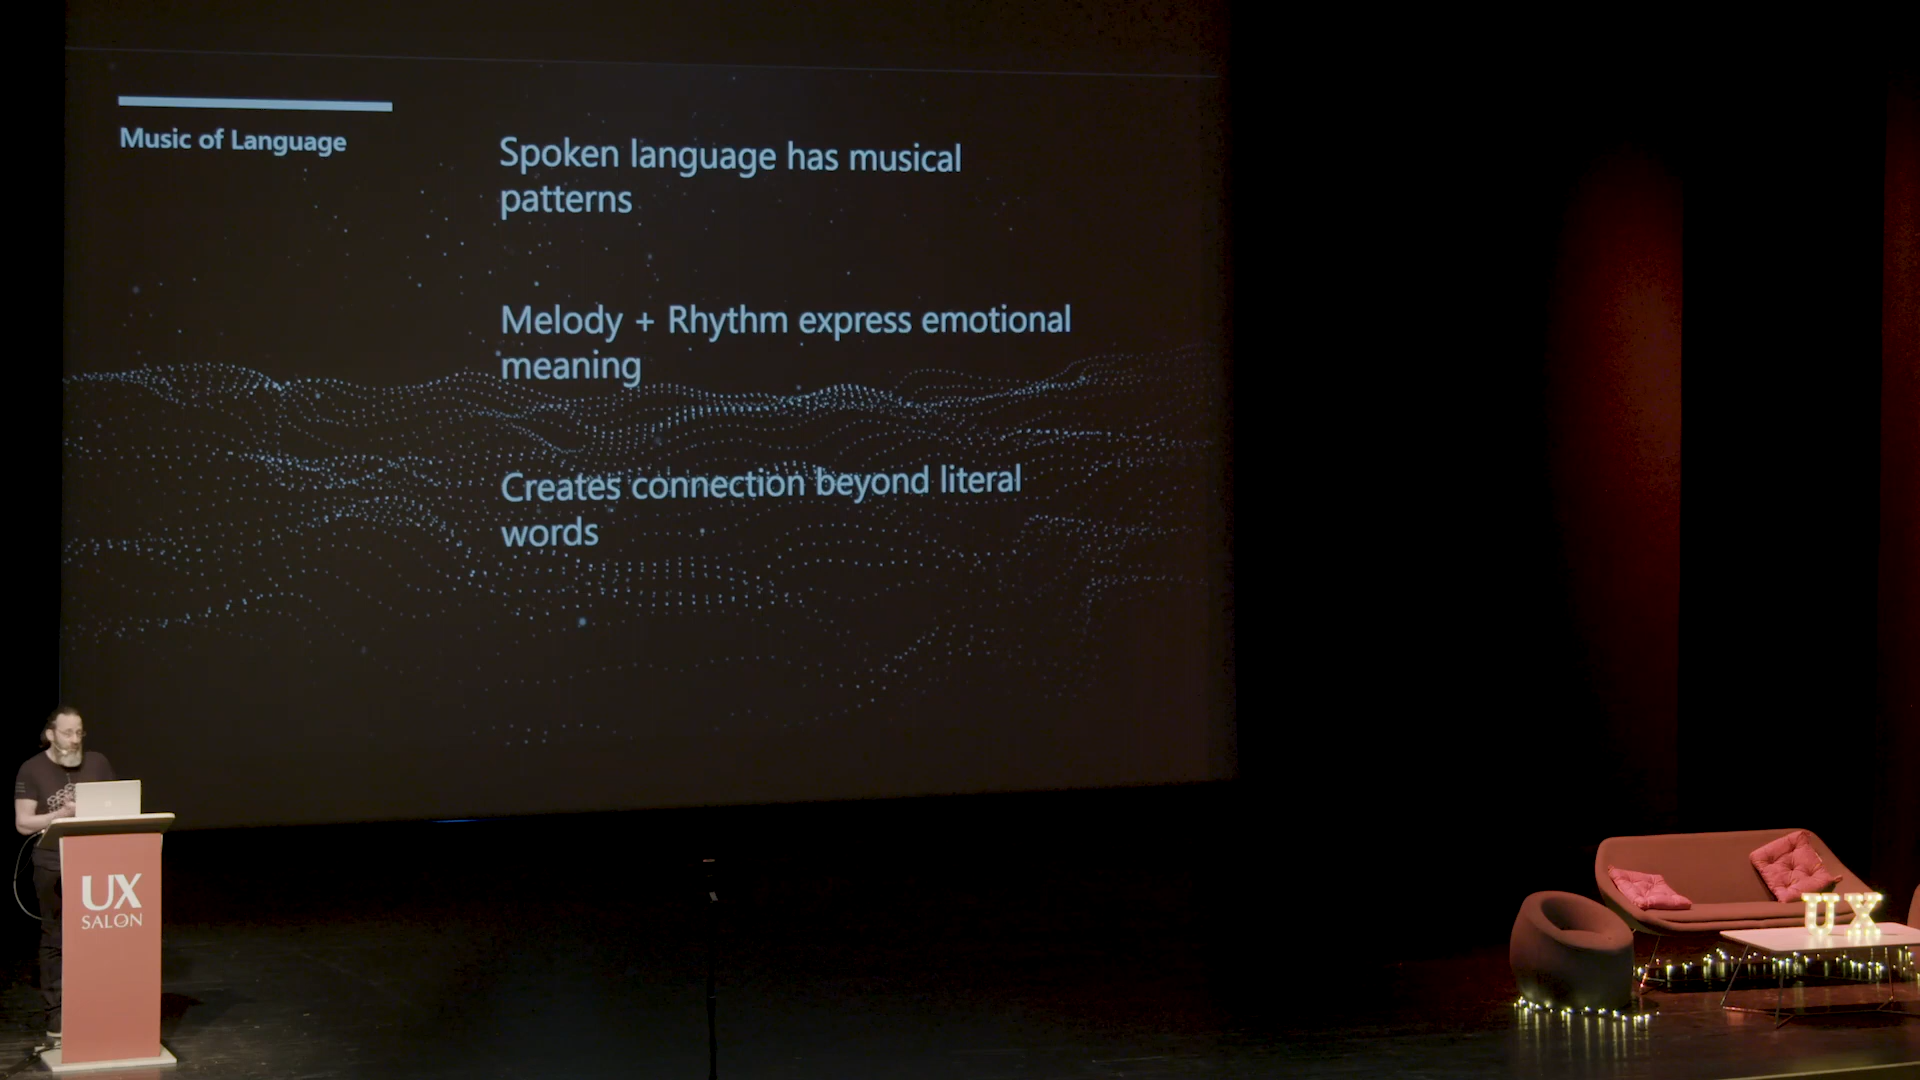 Music of Language
Spoken language has musical
patterns
Melody + Rhythm express emotional
meaning
Creates connection beyond literal
words
UX
SALON
UX